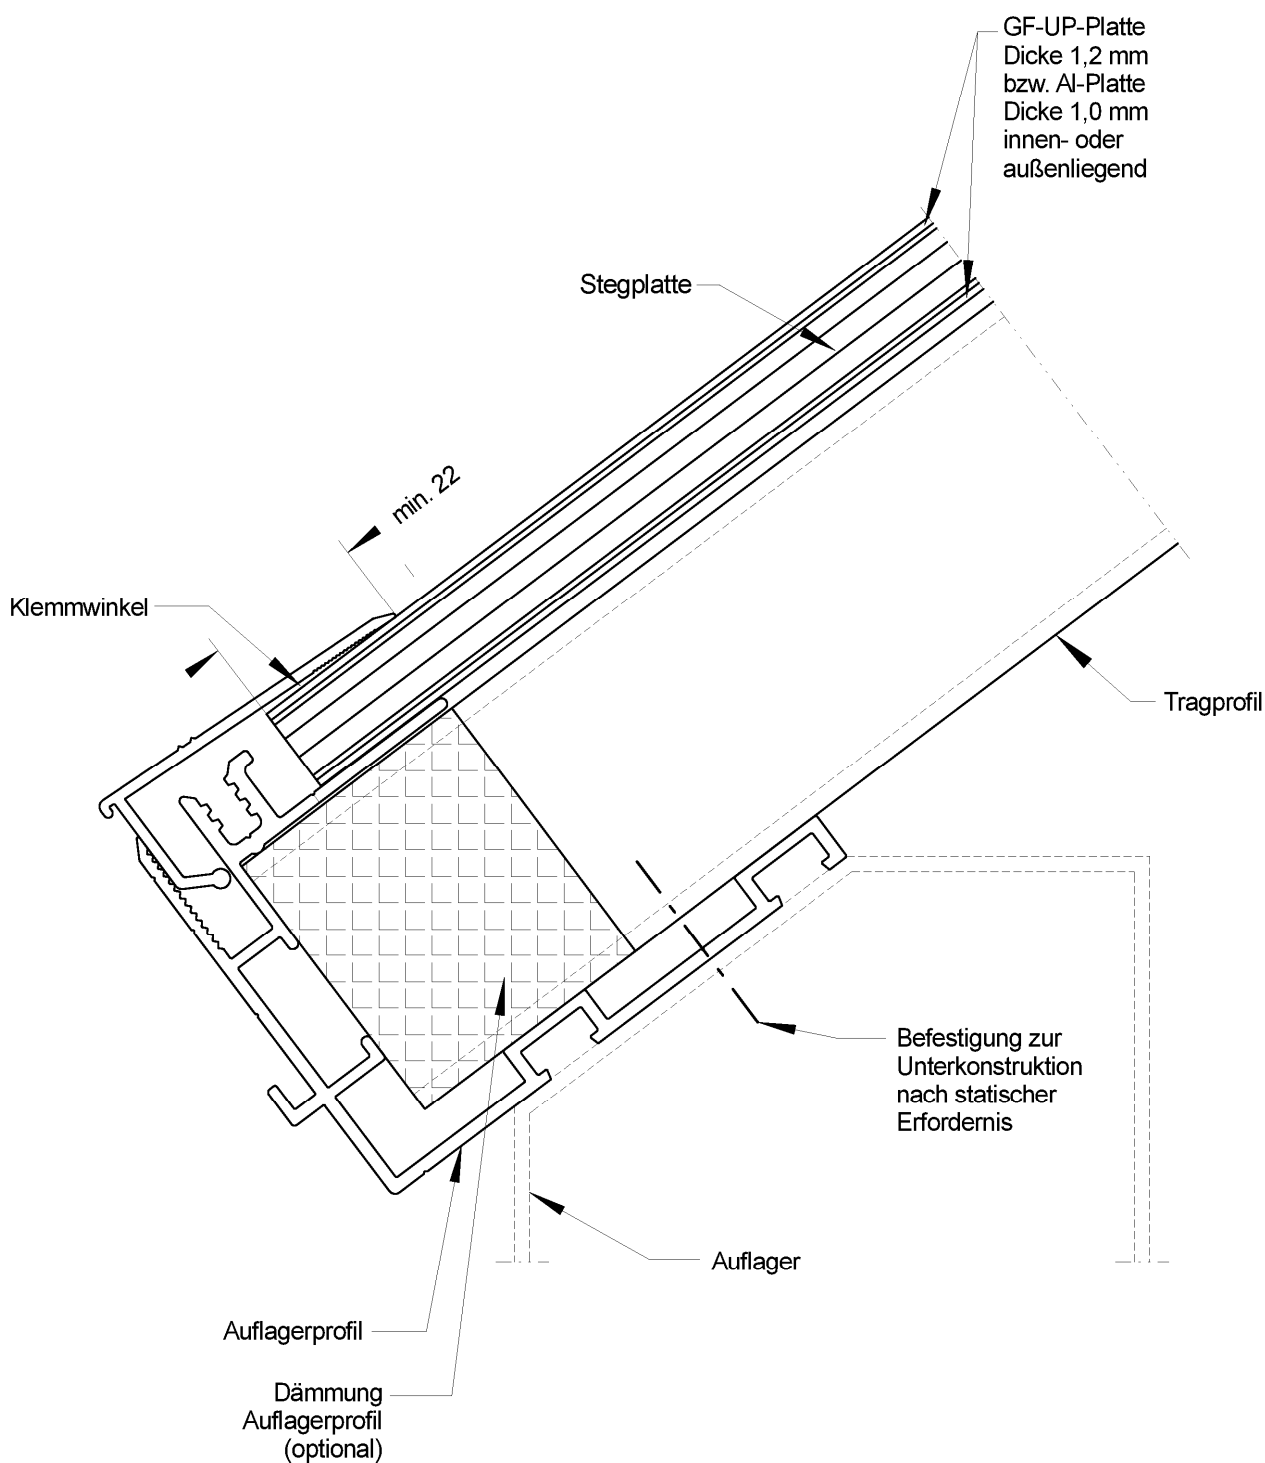 GF-UP-Platte
Dicke 1,2 mm
bzw. Al-Platte
Dicke 1,0 mm
innen- oder
außenliegend
Stegplatte
min. 22
Klemmwinkel
Tragprofil
Befestigung zur
Unterkonstruktion
nach statischer
Erfordernis
Auflager
Auflagerprofil
Dämmung
Auflagerprofil
(optional)